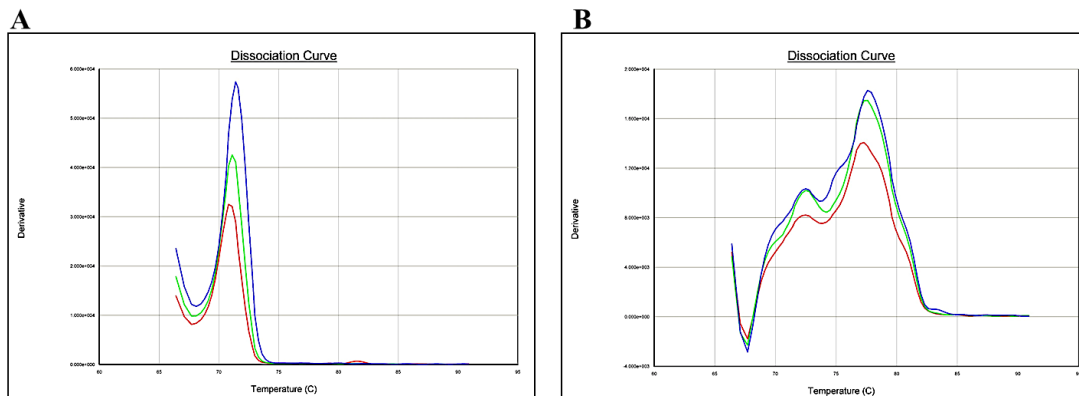 A
Dissociation Curve
6.000e+004
5.000e+004
4.000e+004
3.000e+004
2.000e+004
1.000e+004
0.000e+000
60 65 70 75 80 85 90 95
Derivative
Temperature (C)
B
Dissociation Curve
2.000e+004
1.600e+004
1.200e+004
8.000e+003
4.000e+003
0.000e+000
-4.000e+003
60 65 70 75 80 85 90 95
Derivative
Temperature (C)